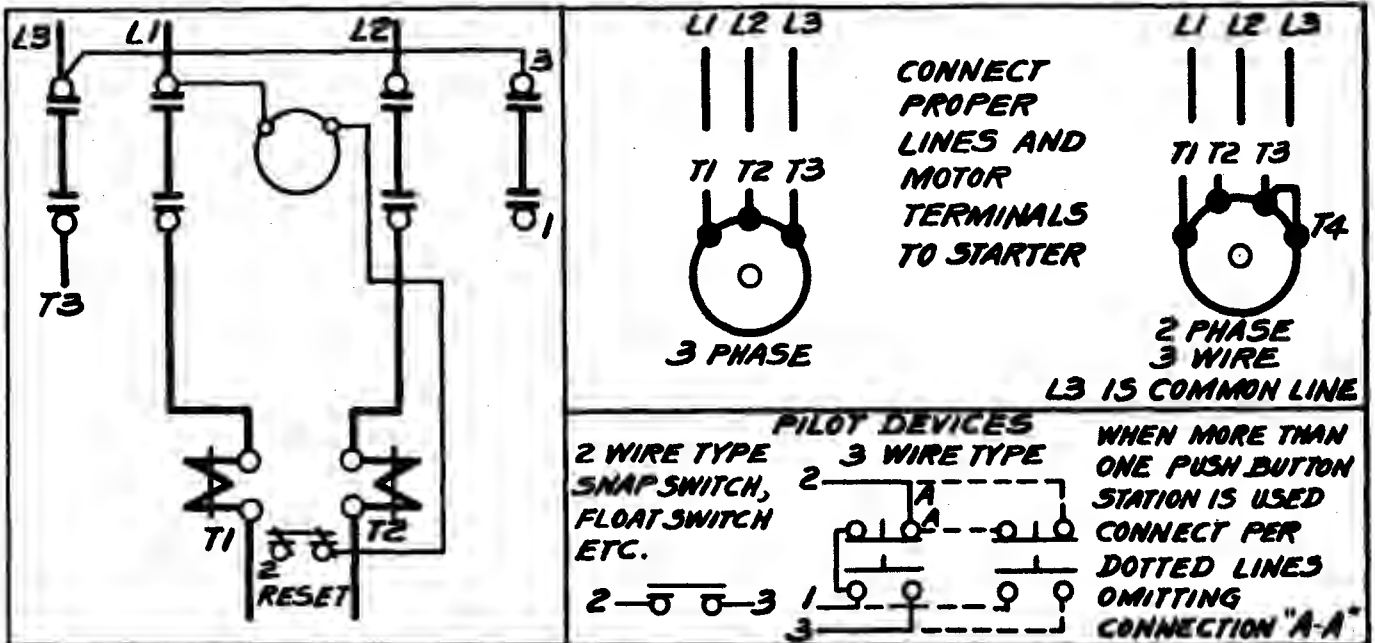 L3 L1 L2
3
1
T3
T1 T2
2
RESET
L1 L2 L3
T1 T2 T3
3 PHASE
CONNECT
PROPER
LINES AND
MOTOR
TERMINALS
TO STARTER
L1 L2 L3
T1 T2 T3
T4
2 PHASE
3 WIRE
L3 IS COMMON LINE
PILOT DEVICES
2 WIRE TYPE
SNAP SWITCH,
FLOAT SWITCH
ETC.
2 3
3 WIRE TYPE
2
A
A
1
3
WHEN MORE THAN
ONE PUSH BUTTON
STATION IS USED
CONNECT PER
DOTTED LINES
OMITTING
CONNECTION "A-A"